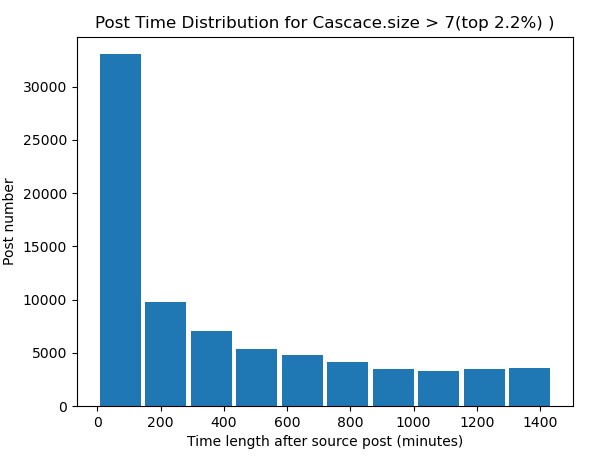 Post Time Distribution for Cascace.size > 7(top 2.2%) )
30000
25000
20000
15000
10000
5000
0
Post number
0 200 400 600 800 1000 1200 1400
Time length after source post (minutes)